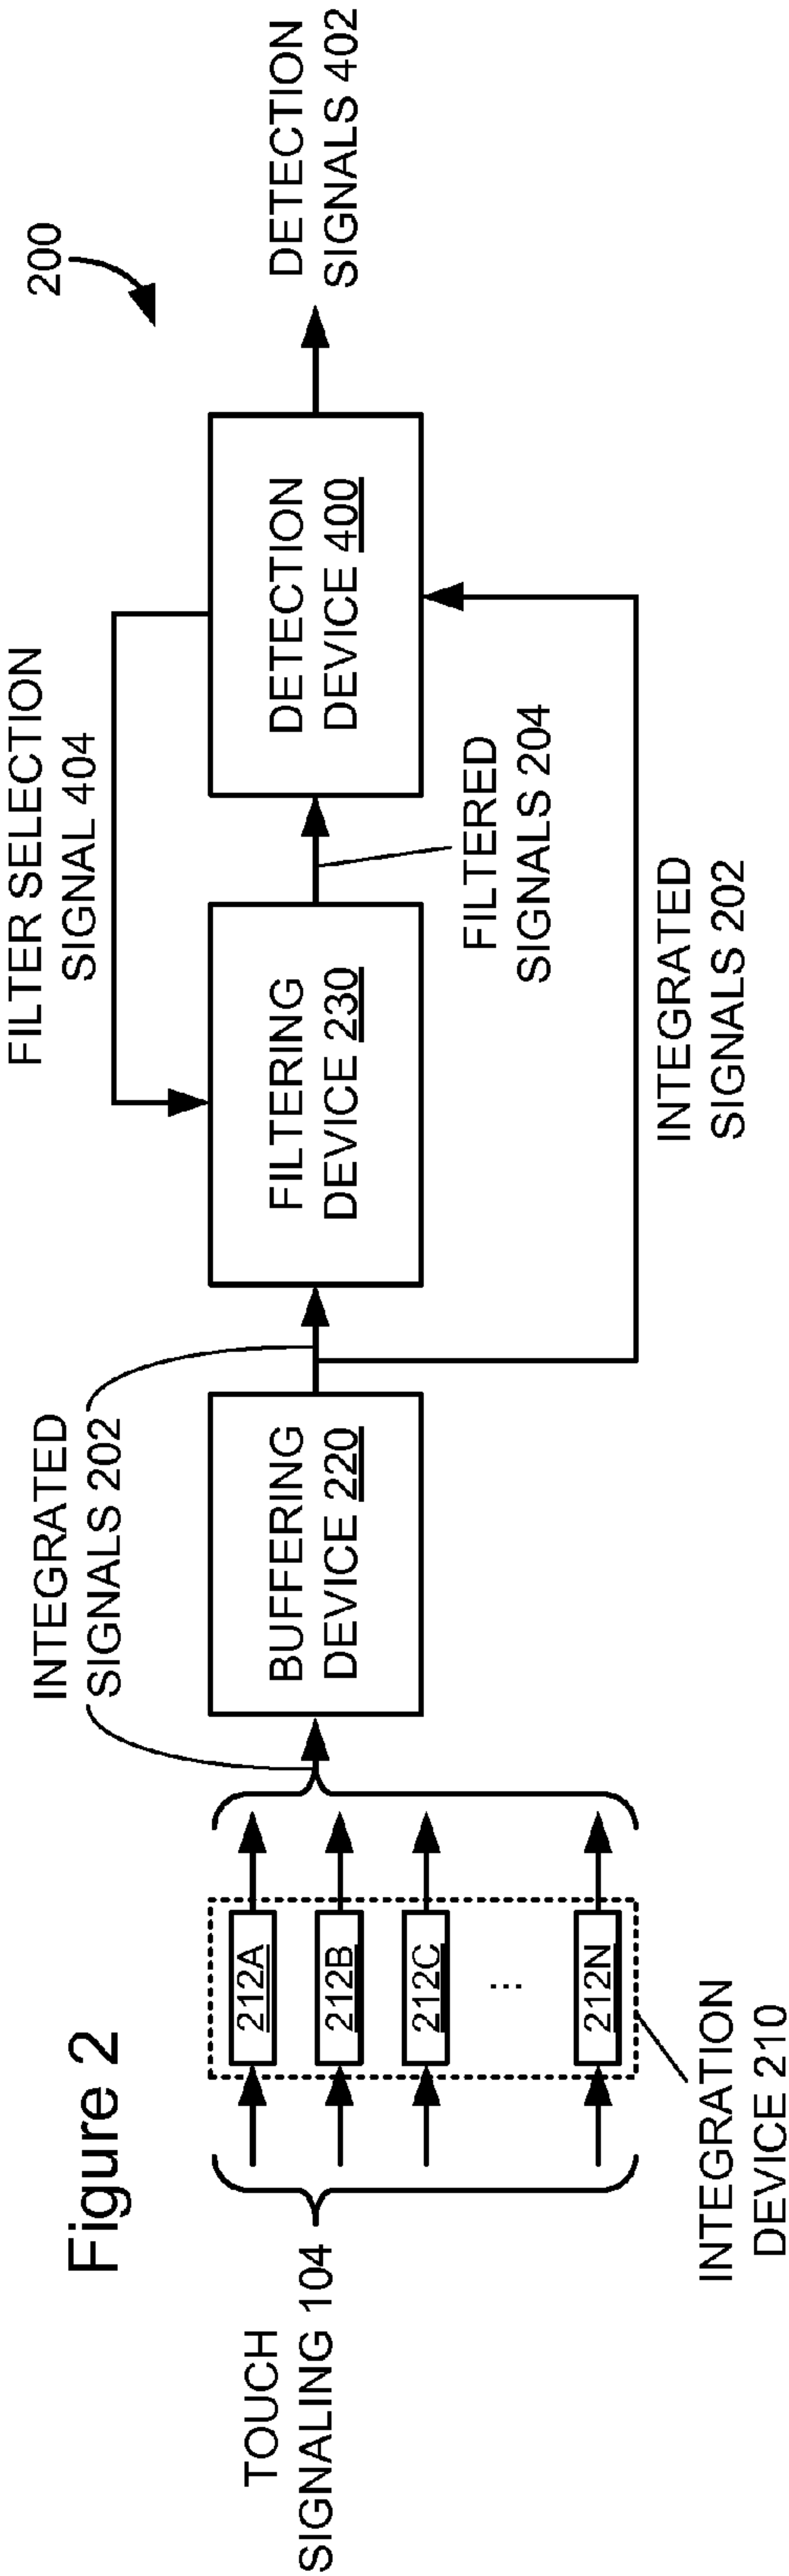 Figure 2
200
TOUCH
SIGNALING 104
212A
212B
212C
...
212N
INTEGRATION
DEVICE 210
INTEGRATED
SIGNALS 202
BUFFERING
DEVICE 220
FILTERING
DEVICE 230
FILTER SELECTION
SIGNAL 404
FILTERED
SIGNALS 204
INTEGRATED
SIGNALS 202
DETECTION
DEVICE 400
DETECTION
SIGNALS 402